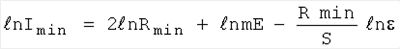 ℓnI_min = 2ℓnR_min + ℓnmE - (R min / S) ℓnε